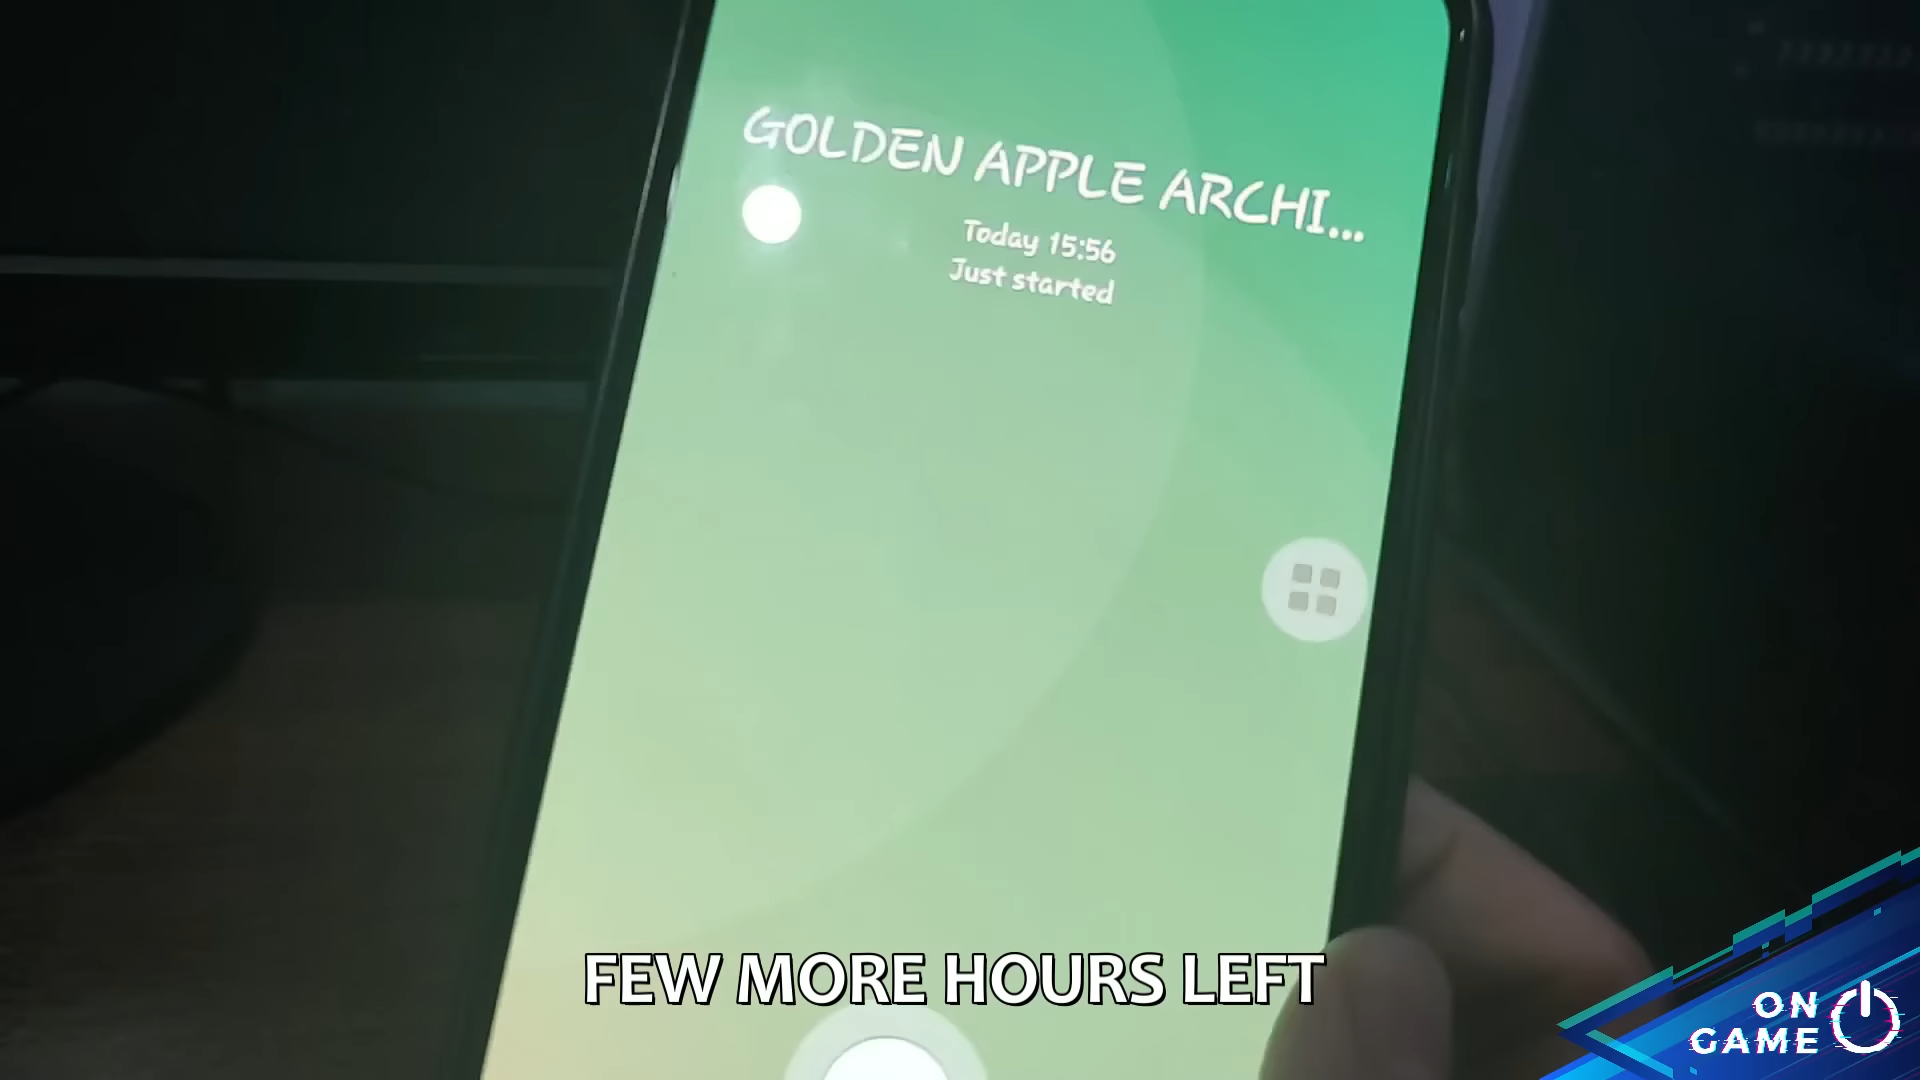 GOLDEN APPLE ARCHI...
Today 15:56
Just started
FEW MORE HOURS LEFT
ON
GAME